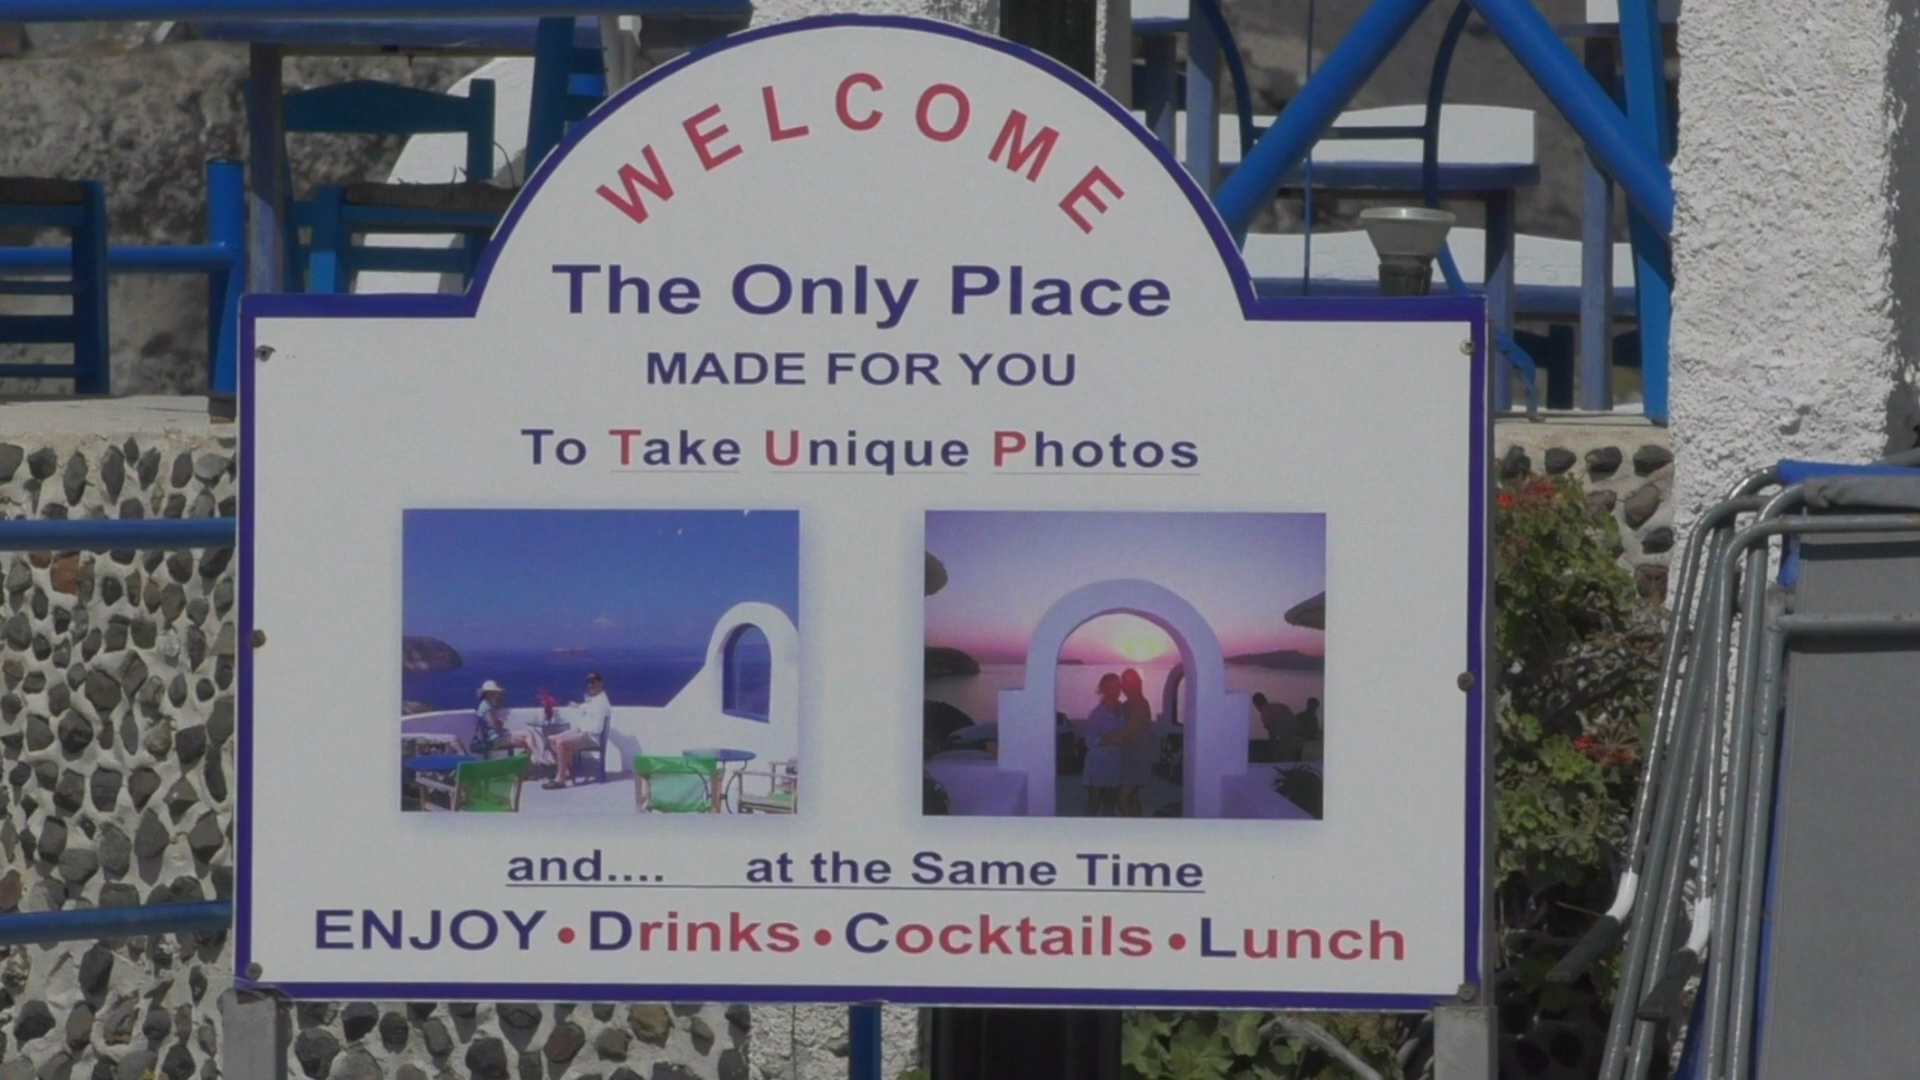 WELCOME
The Only Place
MADE FOR YOU
To Take Unique Photos
and.... at the Same Time
ENJOY • Drinks • Cocktails • Lunch